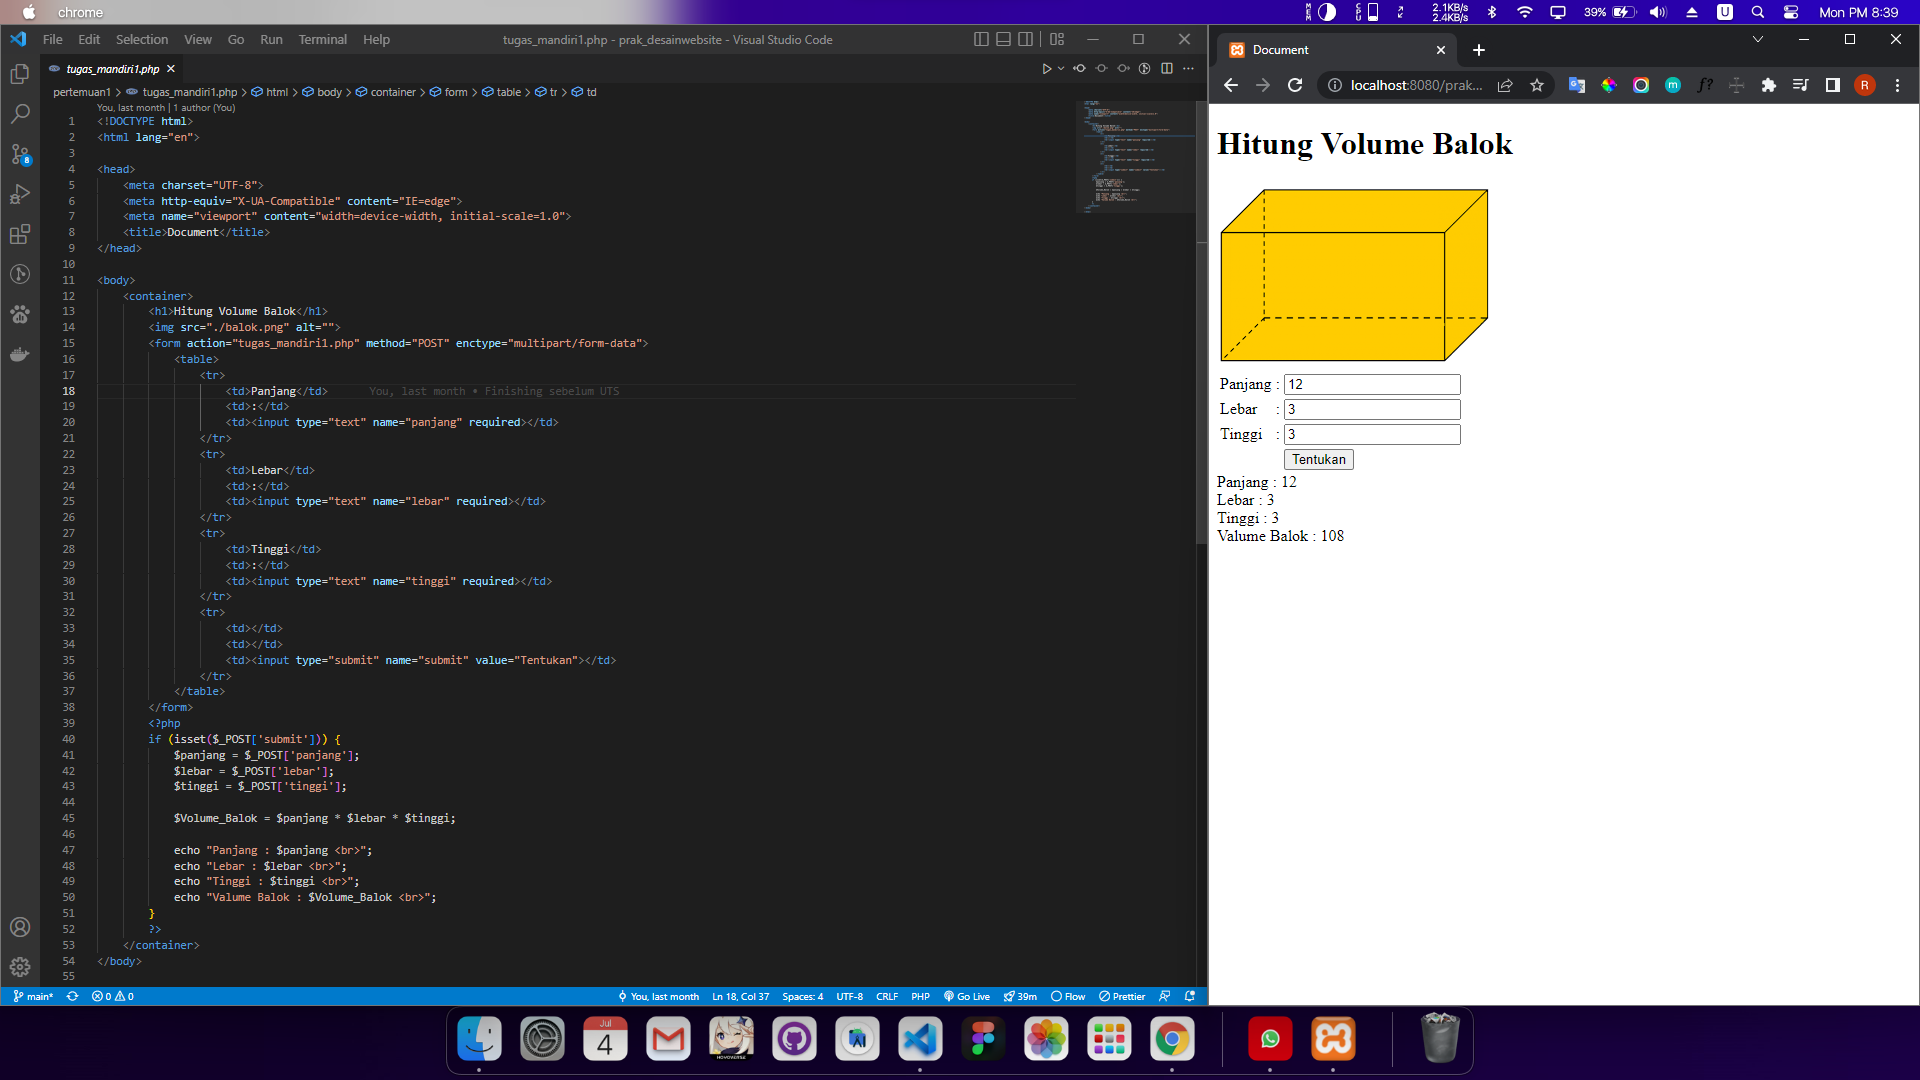 chrome
MEM
CPU
2.1KB/s
2.4KB/s
39%
U
Mon PM 8:39
File Edit Selection View Go Run Terminal Help
tugas_mandiri1.php - prak_desainwebsite - Visual Studio Code
tugas_mandiri1.php
pertemuan1 > tugas_mandiri1.php > html > body > container > form > table > tr > td
You, last month | 1 author (You)
1 <!DOCTYPE html>
2 <html lang="en">
3
4 <head>
5 <meta charset="UTF-8">
6 <meta http-equiv="X-UA-Compatible" content="IE=edge">
7 <meta name="viewport" content="width=device-width, initial-scale=1.0">
8 <title>Document</title>
9 </head>
10
11 <body>
12 <container>
13 <h1>Hitung Volume Balok</h1>
14 <img src="./balok.png" alt="">
15 <form action="tugas_mandiri1.php" method="POST" enctype="multipart/form-data">
16 <table>
17 <tr>
18 <td>Panjang</td> You, last month • Finishing sebelum UTS
19 <td>:</td>
20 <td><input type="text" name="panjang" required></td>
21 </tr>
22 <tr>
23 <td>Lebar</td>
24 <td>:</td>
25 <td><input type="text" name="lebar" required></td>
26 </tr>
27 <tr>
28 <td>Tinggi</td>
29 <td>:</td>
30 <td><input type="text" name="tinggi" required></td>
31 </tr>
32 <tr>
33 <td></td>
34 <td></td>
35 <td><input type="submit" name="submit" value="Tentukan"></td>
36 </tr>
37 </table>
38 </form>
39 <?php
40 if (isset($_POST['submit'])) {
41 $panjang = $_POST['panjang'];
42 $lebar = $_POST['lebar'];
43 $tinggi = $_POST['tinggi'];
44
45 $Volume_Balok = $panjang * $lebar * $tinggi;
46
47 echo "Panjang : $panjang <br>";
48 echo "Lebar : $lebar <br>";
49 echo "Tinggi : $tinggi <br>";
50 echo "Valume Balok : $Volume_Balok <br>";
51 }
52 ?>
53 </container>
54 </body>
55
8
main* 0 0 You, last month Ln 18, Col 37 Spaces: 4 UTF-8 CRLF PHP Go Live 39m Flow Prettier
Document
localhost:8080/prak...
m
f?
R
Hitung Volume Balok
Panjang : 12
Lebar : 3
Tinggi : 3
Tentukan
Panjang : 12
Lebar : 3
Tinggi : 3
Valume Balok : 108
Jul
4
HOYOVERSE